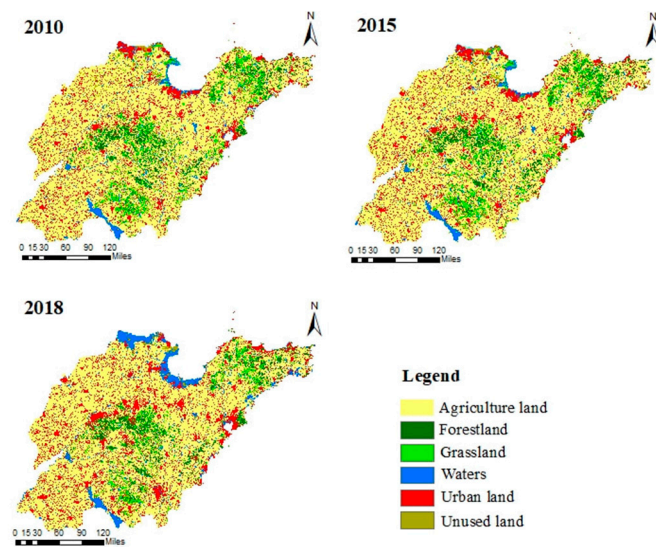 2010
N
0 15 30 60 90 120
Miles
2015
N
0 15 30 60 90 120
Miles
2018
N
0 15 30 60 90 120
Miles
Legend
Agriculture land
Forestland
Grassland
Waters
Urban land
Unused land